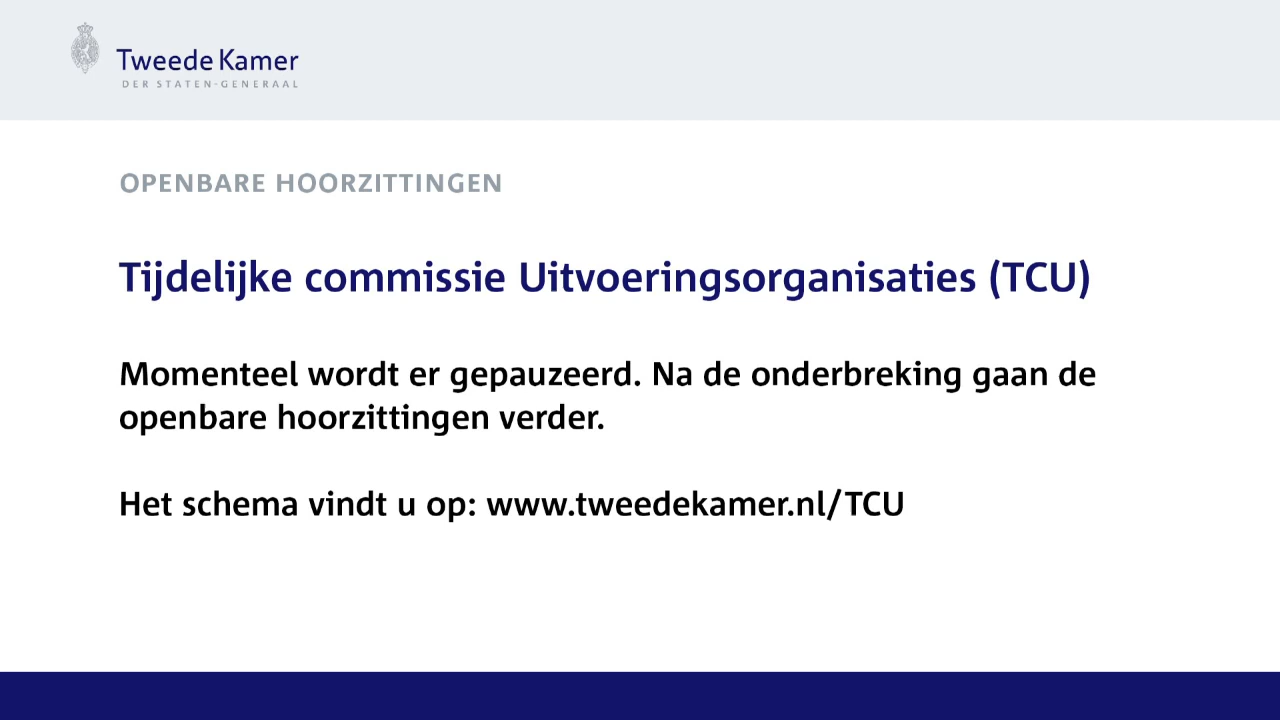 Tweede Kamer
DER STATEN-GENERAAL
OPENBARE HOORZITTINGEN
Tijdelijke commissie Uitvoeringsorganisaties (TCU)
Momenteel wordt er gepauzeerd. Na de onderbreking gaan de
openbare hoorzittingen verder.
Het schema vindt u op: www.tweedekamer.nl/TCU